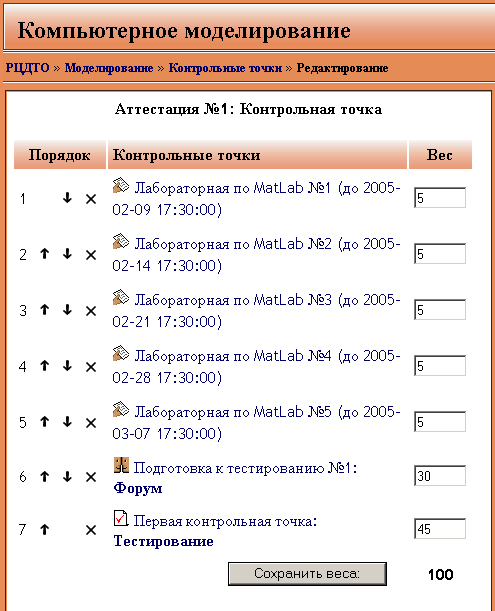 Компьютерное моделирование
РЦДТО » Моделирование » Контрольные точки » Редактирование
Аттестация №1: Контрольная точка
Порядок Контрольные точки Вес
1 Лабораторная по MatLab №1 (до 2005-
02-09 17:30:00) 5
2 Лабораторная по MatLab №2 (до 2005-
02-14 17:30:00) 5
3 Лабораторная по MatLab №3 (до 2005-
02-21 17:30:00) 5
4 Лабораторная по MatLab №4 (до 2005-
02-28 17:30:00) 5
5 Лабораторная по MatLab №5 (до 2005-
03-07 17:30:00) 5
6 Подготовка к тестированию №1:
Форум 30
7 Первая контрольная точка:
Тестирование 45
Сохранить веса: 100